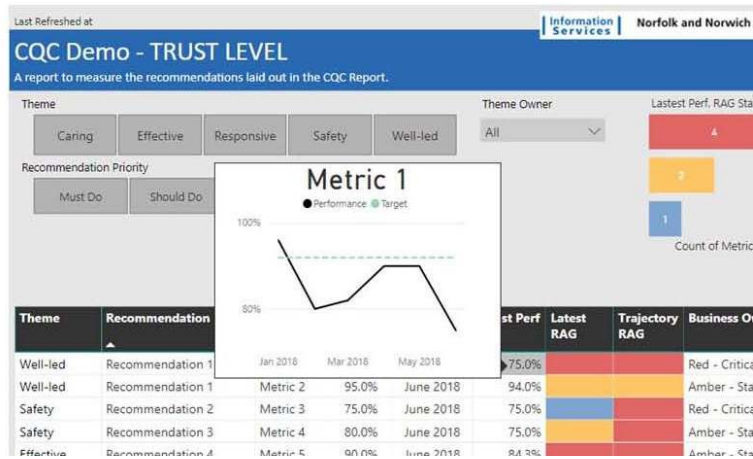 Last Refreshed at
Information Services
Norfolk and Norwich
CQC Demo - TRUST LEVEL
A report to measure the recommendations laid out in the CQC Report.
Theme
Theme Owner
Lastest Perf. RAG Sta
Caring Effective Responsive Safety Well-led
All
4
Recommendation Priority
2
Must Do Should Do
1
Count of Metric
Metric 1
Performance Target
100%
80%
Jan 2018 Mar 2018 May 2018
Theme Recommendation st Perf Latest RAG Trajectory RAG Business Ow
Well-led Recommendation 1 75.0% Red - Critica
Well-led Recommendation 1 Metric 2 95.0% June 2018 94.0% Amber - Sta
Safety Recommendation 2 Metric 3 75.0% June 2018 75.0% Red - Critica
Safety Recommendation 3 Metric 4 80.0% June 2018 75.0% Amber - Sta
Effective Recommendation 4 Metric 5 90.0% June 2018 84.3% Amber - Sta